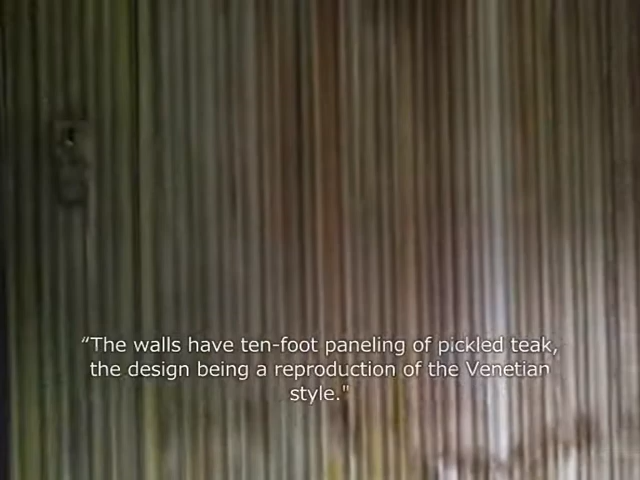 “The walls have ten-foot paneling of pickled teak,
the design being a reproduction of the Venetian
style."